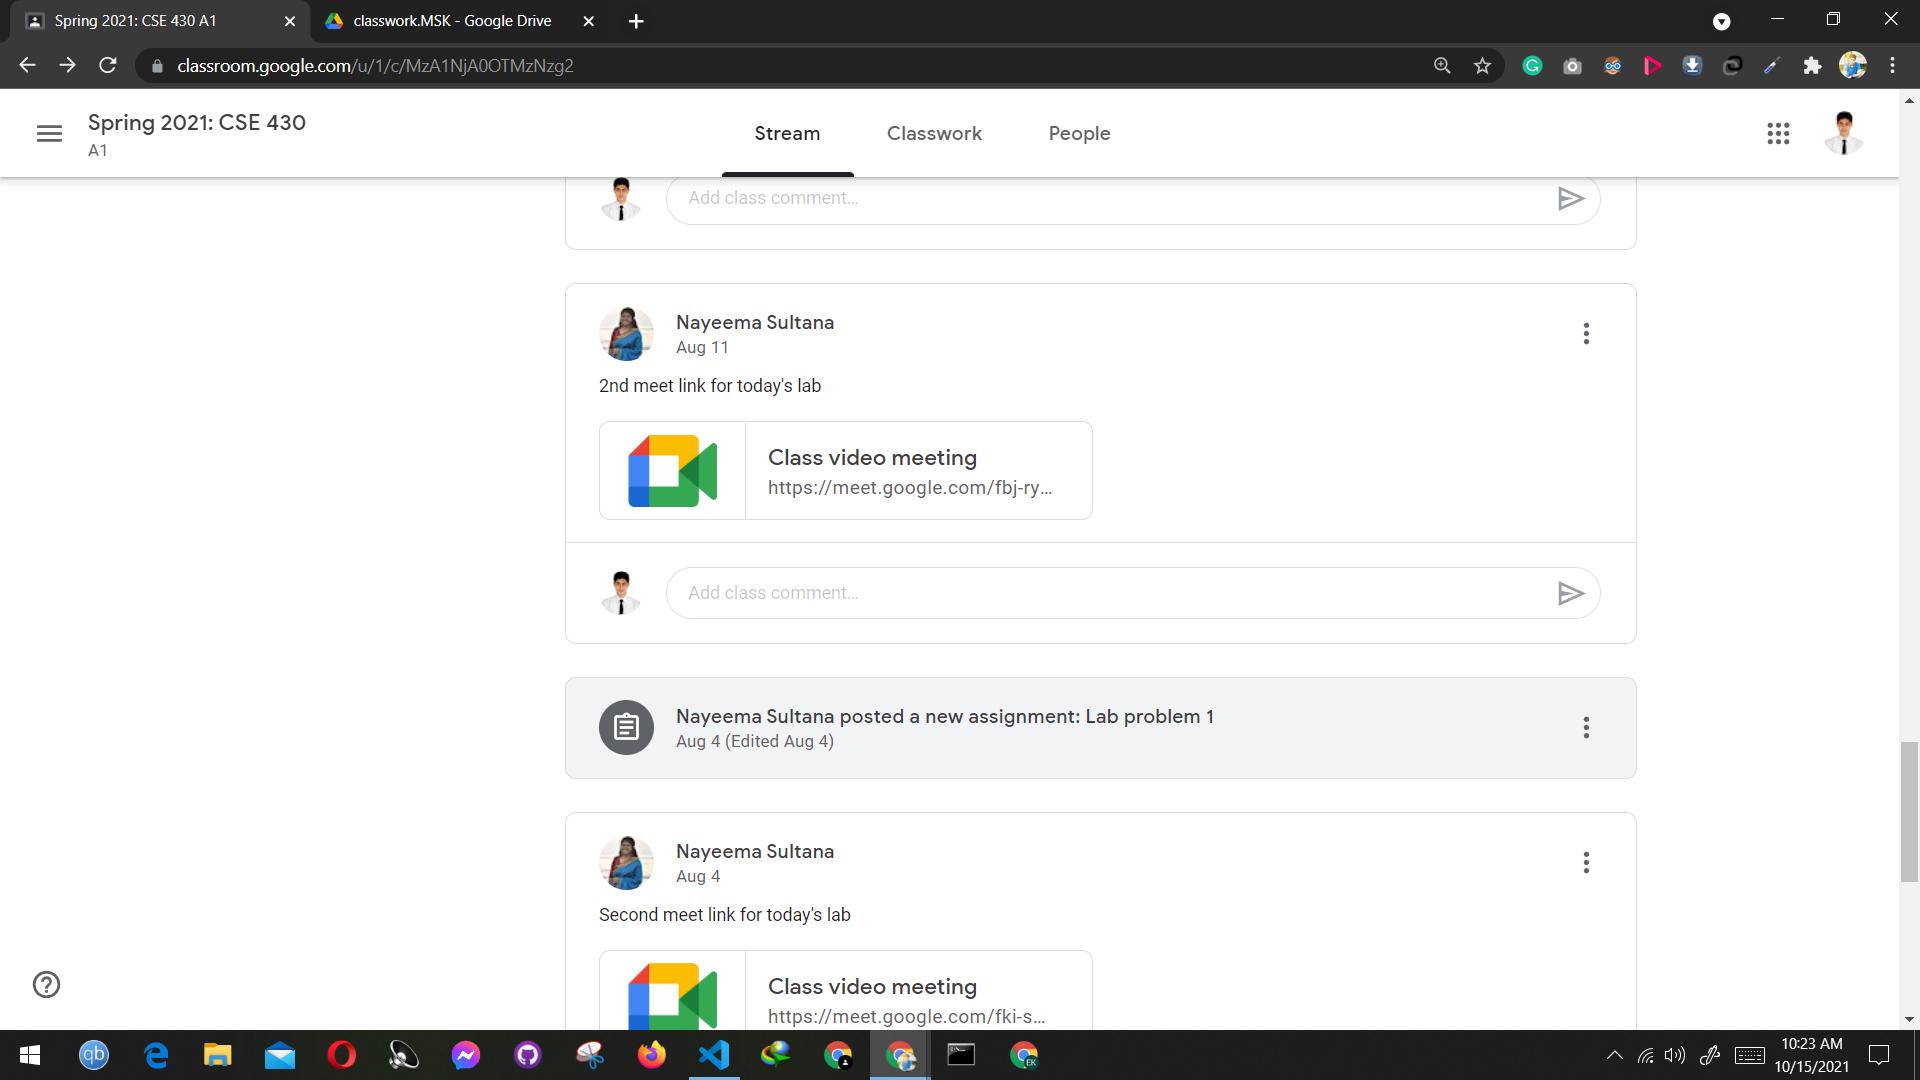 Spring 2021: CSE 430 A1
classwork.MSK - Google Drive
classroom.google.com/u/1/c/MzA1NjA0OTMzNzg2
Spring 2021: CSE 430
A1
Stream
Classwork
People
Add class comment...
Nayeema Sultana
Aug 11
2nd meet link for today's lab
Class video meeting
https://meet.google.com/fbj-ry...
Add class comment...
Nayeema Sultana posted a new assignment: Lab problem 1
Aug 4 (Edited Aug 4)
Nayeema Sultana
Aug 4
Second meet link for today's lab
Class video meeting
https://meet.google.com/fki-s...
qb
EK
10:23 AM
10/15/2021